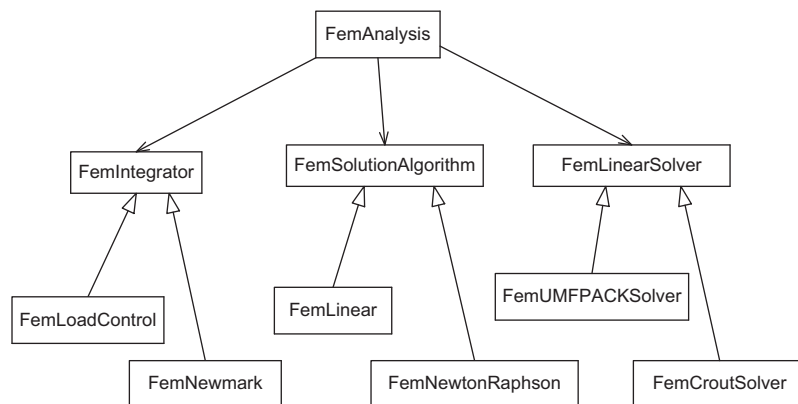 FemAnalysis
FemIntegrator
FemSolutionAlgorithm
FemLinearSolver
FemLoadControl
FemLinear
FemUMFPACKSolver
FemNewmark
FemNewtonRaphson
FemCroutSolver